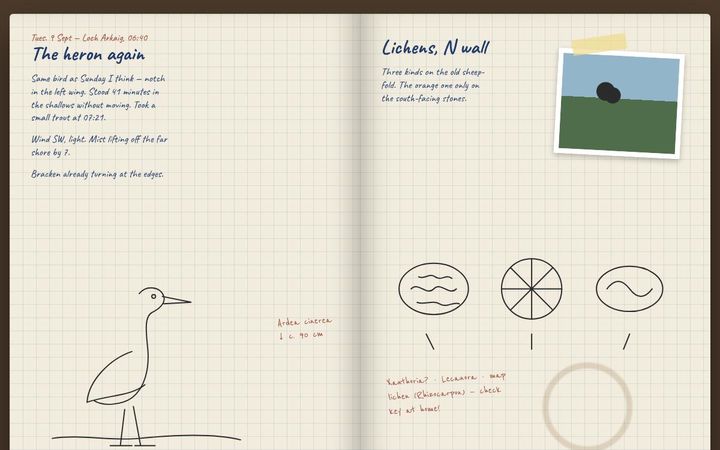 Tues. 9 Sept — Loch Arkaig, 06:40
The heron again
Same bird as Sunday I think — notch
in the left wing. Stood 41 minutes in
the shallows without moving. Took a
small trout at 07:21.
Wind SW, light. Mist lifting off the far
shore by 7.
Bracken already turning at the edges.
Ardea cinerea
↓ c. 90 cm
Lichens, N wall
Three kinds on the old sheep-
fold. The orange one only on
the south-facing stones.
Xanthoria? · Lecanora · map
lichen (Rhizocarpon) — check
key at home!